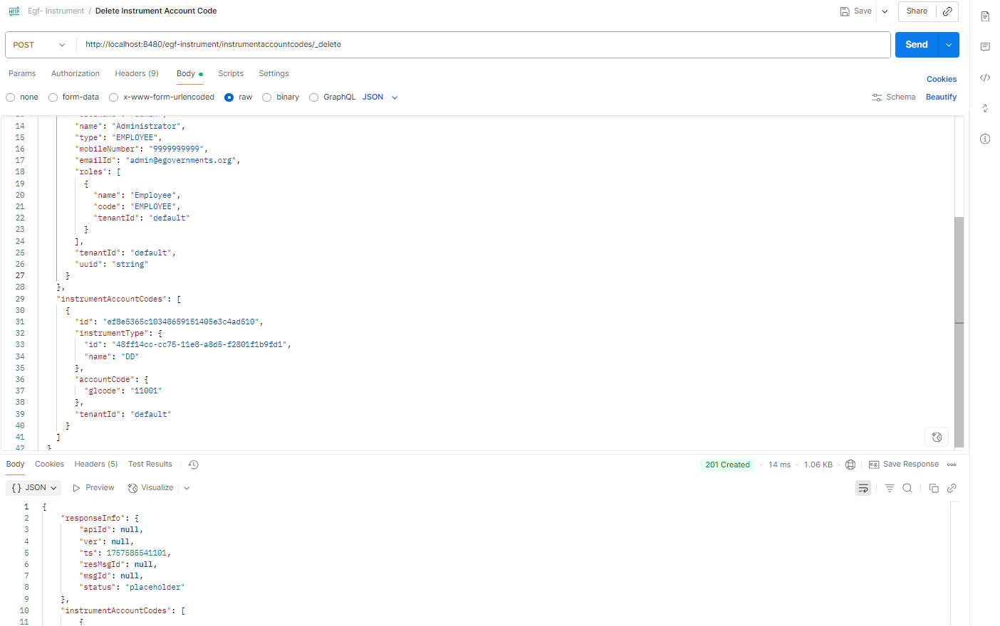 HTTP Egf- Instrument / Delete Instrument Account Code Save Share
POST http://localhost:8480/egf-instrument/instrumentaccountcodes/_delete Send
Params Authorization Headers (9) Body Scripts Settings Cookies
none form-data x-www-form-urlencoded raw binary GraphQL JSON Schema Beautify
14 "name": "Administrator",
15 "type": "EMPLOYEE",
16 "mobileNumber": "9999999999",
17 "emailId": "admin@egovernments.org",
18 "roles": [
19 {
20 "name": "Employee",
21 "code": "EMPLOYEE",
22 "tenantId": "default"
23 }
24 ],
25 "tenantId": "default",
26 "uuid": "string"
27 }
28 },
29 "instrumentAccountCodes": [
30 {
31 "id": "ef8e5365c10348659151405e3c4ad510",
32 "instrumentType": {
33 "id": "48ff14cc-cc75-11e8-a8d5-f2801f1b9fd1",
34 "name": "DD"
35 },
36 "accountCode": {
37 "glcode": "11001"
38 },
39 "tenantId": "default"
40 }
41 ]
42 }
Body Cookies Headers (5) Test Results 201 Created 14 ms 1.06 KB e.g. Save Response
{} JSON Preview Visualize
1 {
2 "responseInfo": {
3 "apiId": null,
4 "ver": null,
5 "ts": 1757585541101,
6 "resMsgId": null,
7 "msgId": null,
8 "status": "placeholder"
9 },
10 "instrumentAccountCodes": [
11 {